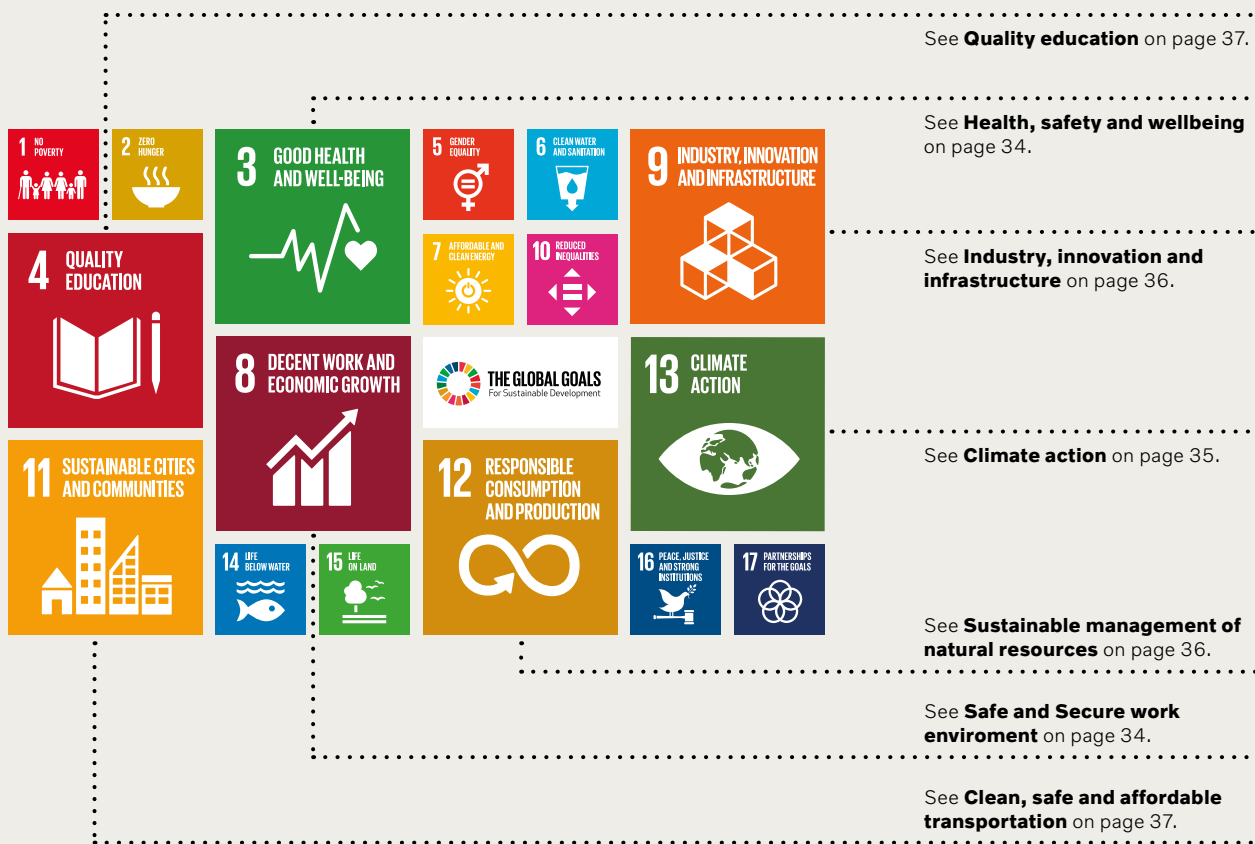 See Quality education on page 37.
See Health, safety and wellbeing
on page 34.
1 NO
POVERTY
2 ZERO
HUNGER
3 GOOD HEALTH
AND WELL-BEING
5 GENDER
EQUALITY
6 CLEAN WATER
AND SANITATION
9 INDUSTRY, INNOVATION
AND INFRASTRUCTURE
4 QUALITY
EDUCATION
7 AFFORDABLE AND
CLEAN ENERGY
10 REDUCED
INEQUALITIES
See Industry, innovation and
infrastructure on page 36.
8 DECENT WORK AND
ECONOMIC GROWTH
THE GLOBAL GOALS
For Sustainable Development
13 CLIMATE
ACTION
See Climate action on page 35.
11 SUSTAINABLE CITIES
AND COMMUNITIES
12 RESPONSIBLE
CONSUMPTION
AND PRODUCTION
14 LIFE
BELOW WATER
15 LIFE
ON LAND
16 PEACE, JUSTICE
AND STRONG
INSTITUTIONS
17 PARTNERSHIPS
FOR THE GOALS
See Sustainable management of
natural resources on page 36.
See Safe and Secure work
enviroment on page 34.
See Clean, safe and affordable
transportation on page 37.